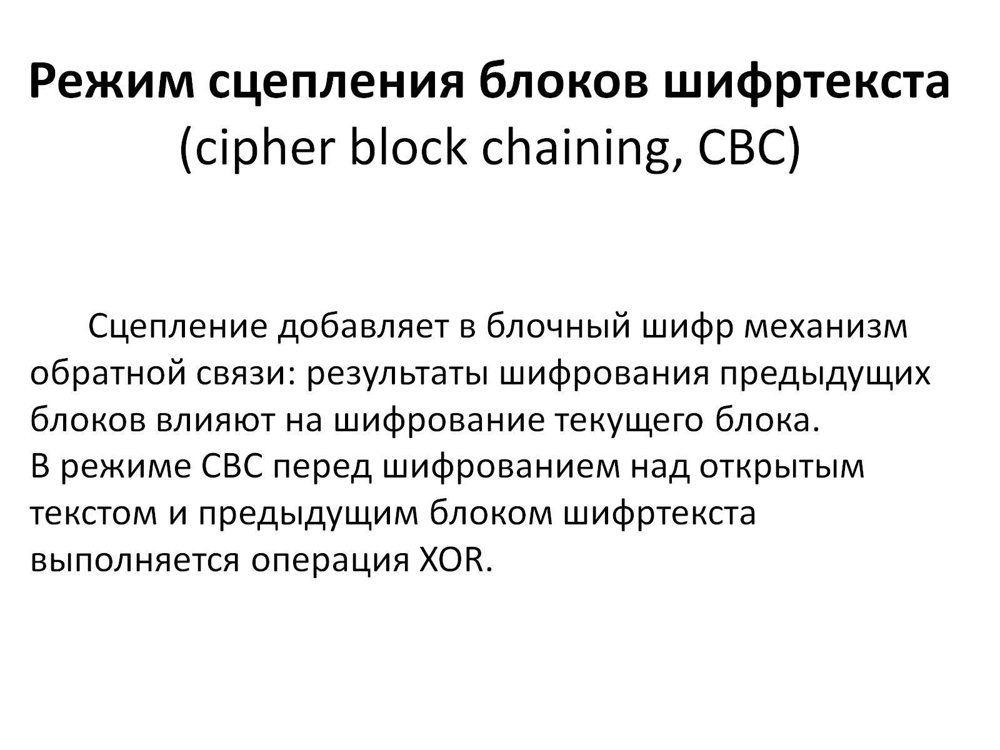 Режим сцепления блоков шифртекста
(cipher block chaining, CBC)
Сцепление добавляет в блочный шифр механизм
обратной связи: результаты шифрования предыдущих
блоков влияют на шифрование текущего блока.
В режиме CBC перед шифрованием над открытым
текстом и предыдущим блоком шифртекста
выполняется операция XOR.